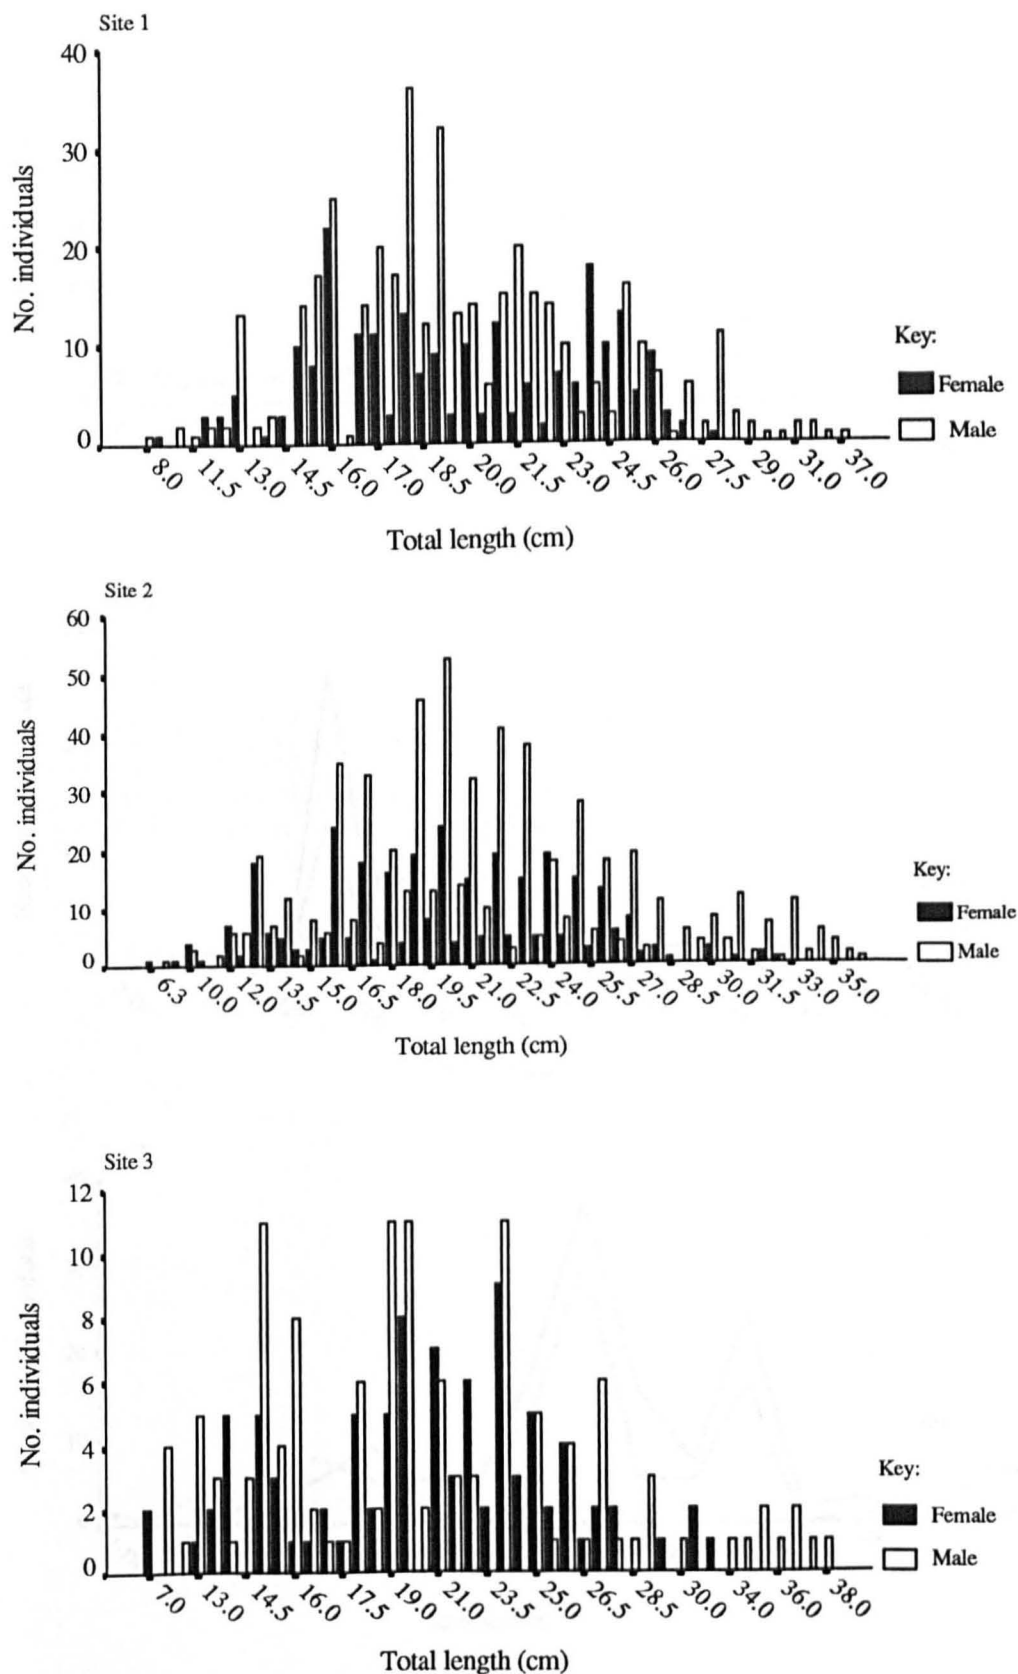 Site 1
40
30
20
10
0
No. individuals
8.0 11.5 13.0 14.5 16.0 17.0 18.5 20.0 21.5 23.0 24.5 26.0 27.5 29.0 31.0 37.0
Total length (cm)
Key:
Female
Male
Site 2
60
50
40
30
20
10
0
No. individuals
6.3 10.0 12.0 13.5 15.0 16.5 18.0 19.5 21.0 22.5 24.0 25.5 27.0 28.5 30.0 31.5 33.0 35.0
Total length (cm)
Key:
Female
Male
Site 3
12
10
8
6
4
2
0
No. individuals
7.0 13.0 14.5 16.0 17.5 19.0 21.0 23.5 25.0 26.5 28.5 30.0 34.0 36.0 38.0
Total length (cm)
Key:
Female
Male